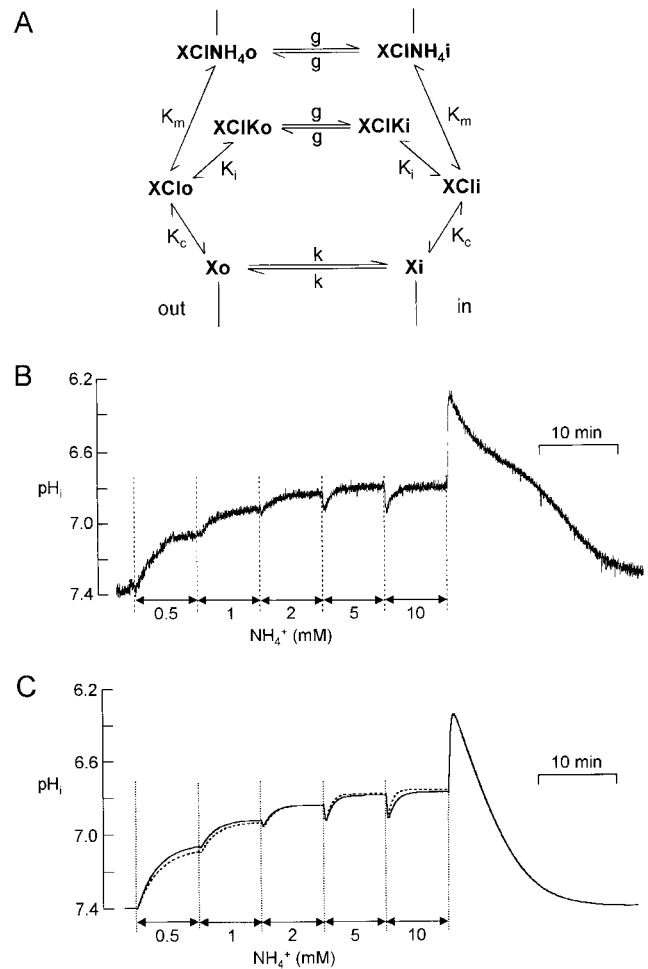 A
XClNH₄o g g XClNH₄i
Kₘ Kₘ
XClKo g g XClKi
Kᵢ Kᵢ
XClo XCli
K꜀ K꜀
Xo k k Xi
out in
B
6.2
6.6
pHᵢ
7.0
7.4
10 min
0.5 1 2 5 10
NH₄⁺ (mM)
C
6.2
6.6
pHᵢ
7.0
7.4
10 min
0.5 1 2 5 10
NH₄⁺ (mM)